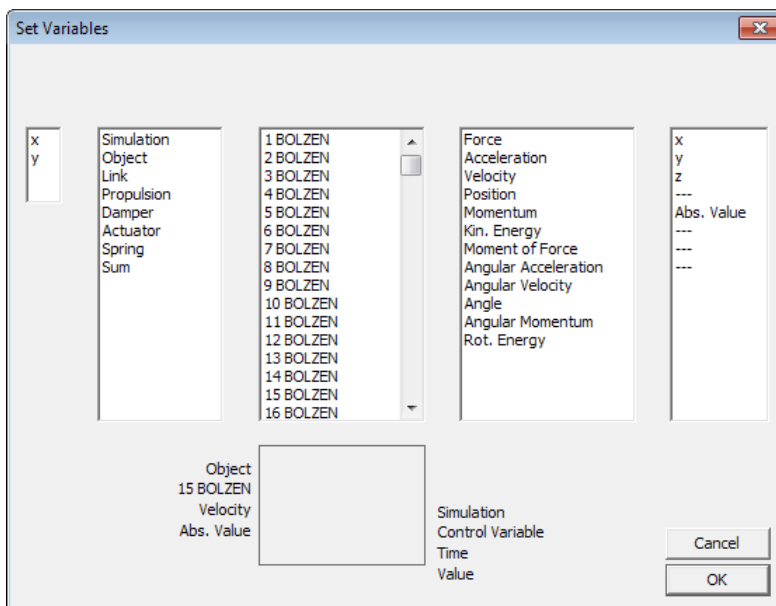 Set Variables
x
y
Simulation
Object
Link
Propulsion
Damper
Actuator
Spring
Sum
1 BOLZEN
2 BOLZEN
3 BOLZEN
4 BOLZEN
5 BOLZEN
6 BOLZEN
7 BOLZEN
8 BOLZEN
9 BOLZEN
10 BOLZEN
11 BOLZEN
12 BOLZEN
13 BOLZEN
14 BOLZEN
15 BOLZEN
16 BOLZEN
Force
Acceleration
Velocity
Position
Momentum
Kin. Energy
Moment of Force
Angular Acceleration
Angular Velocity
Angle
Angular Momentum
Rot. Energy
x
y
z
---
Abs. Value
---
---
---
Object
15 BOLZEN
Velocity
Abs. Value
Simulation
Control Variable
Time
Value
Cancel
OK